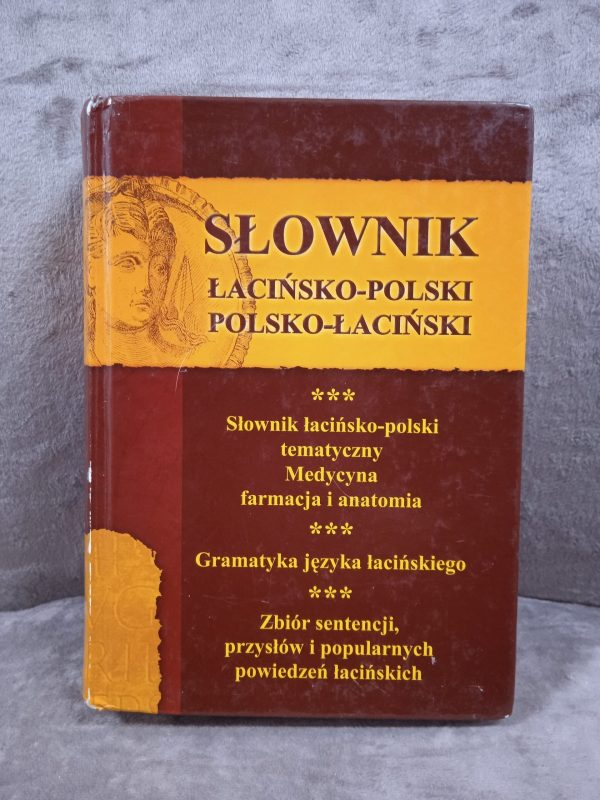 SŁOWNIK
ŁACIŃSKO-POLSKI
POLSKO-ŁACIŃSKI
***
Słownik łacińsko-polski
tematyczny
Medycyna
farmacja i anatomia
***
Gramatyka języka łacińskiego
***
Zbiór sentencji,
przysłów i popularnych
powiedzeń łacińskich